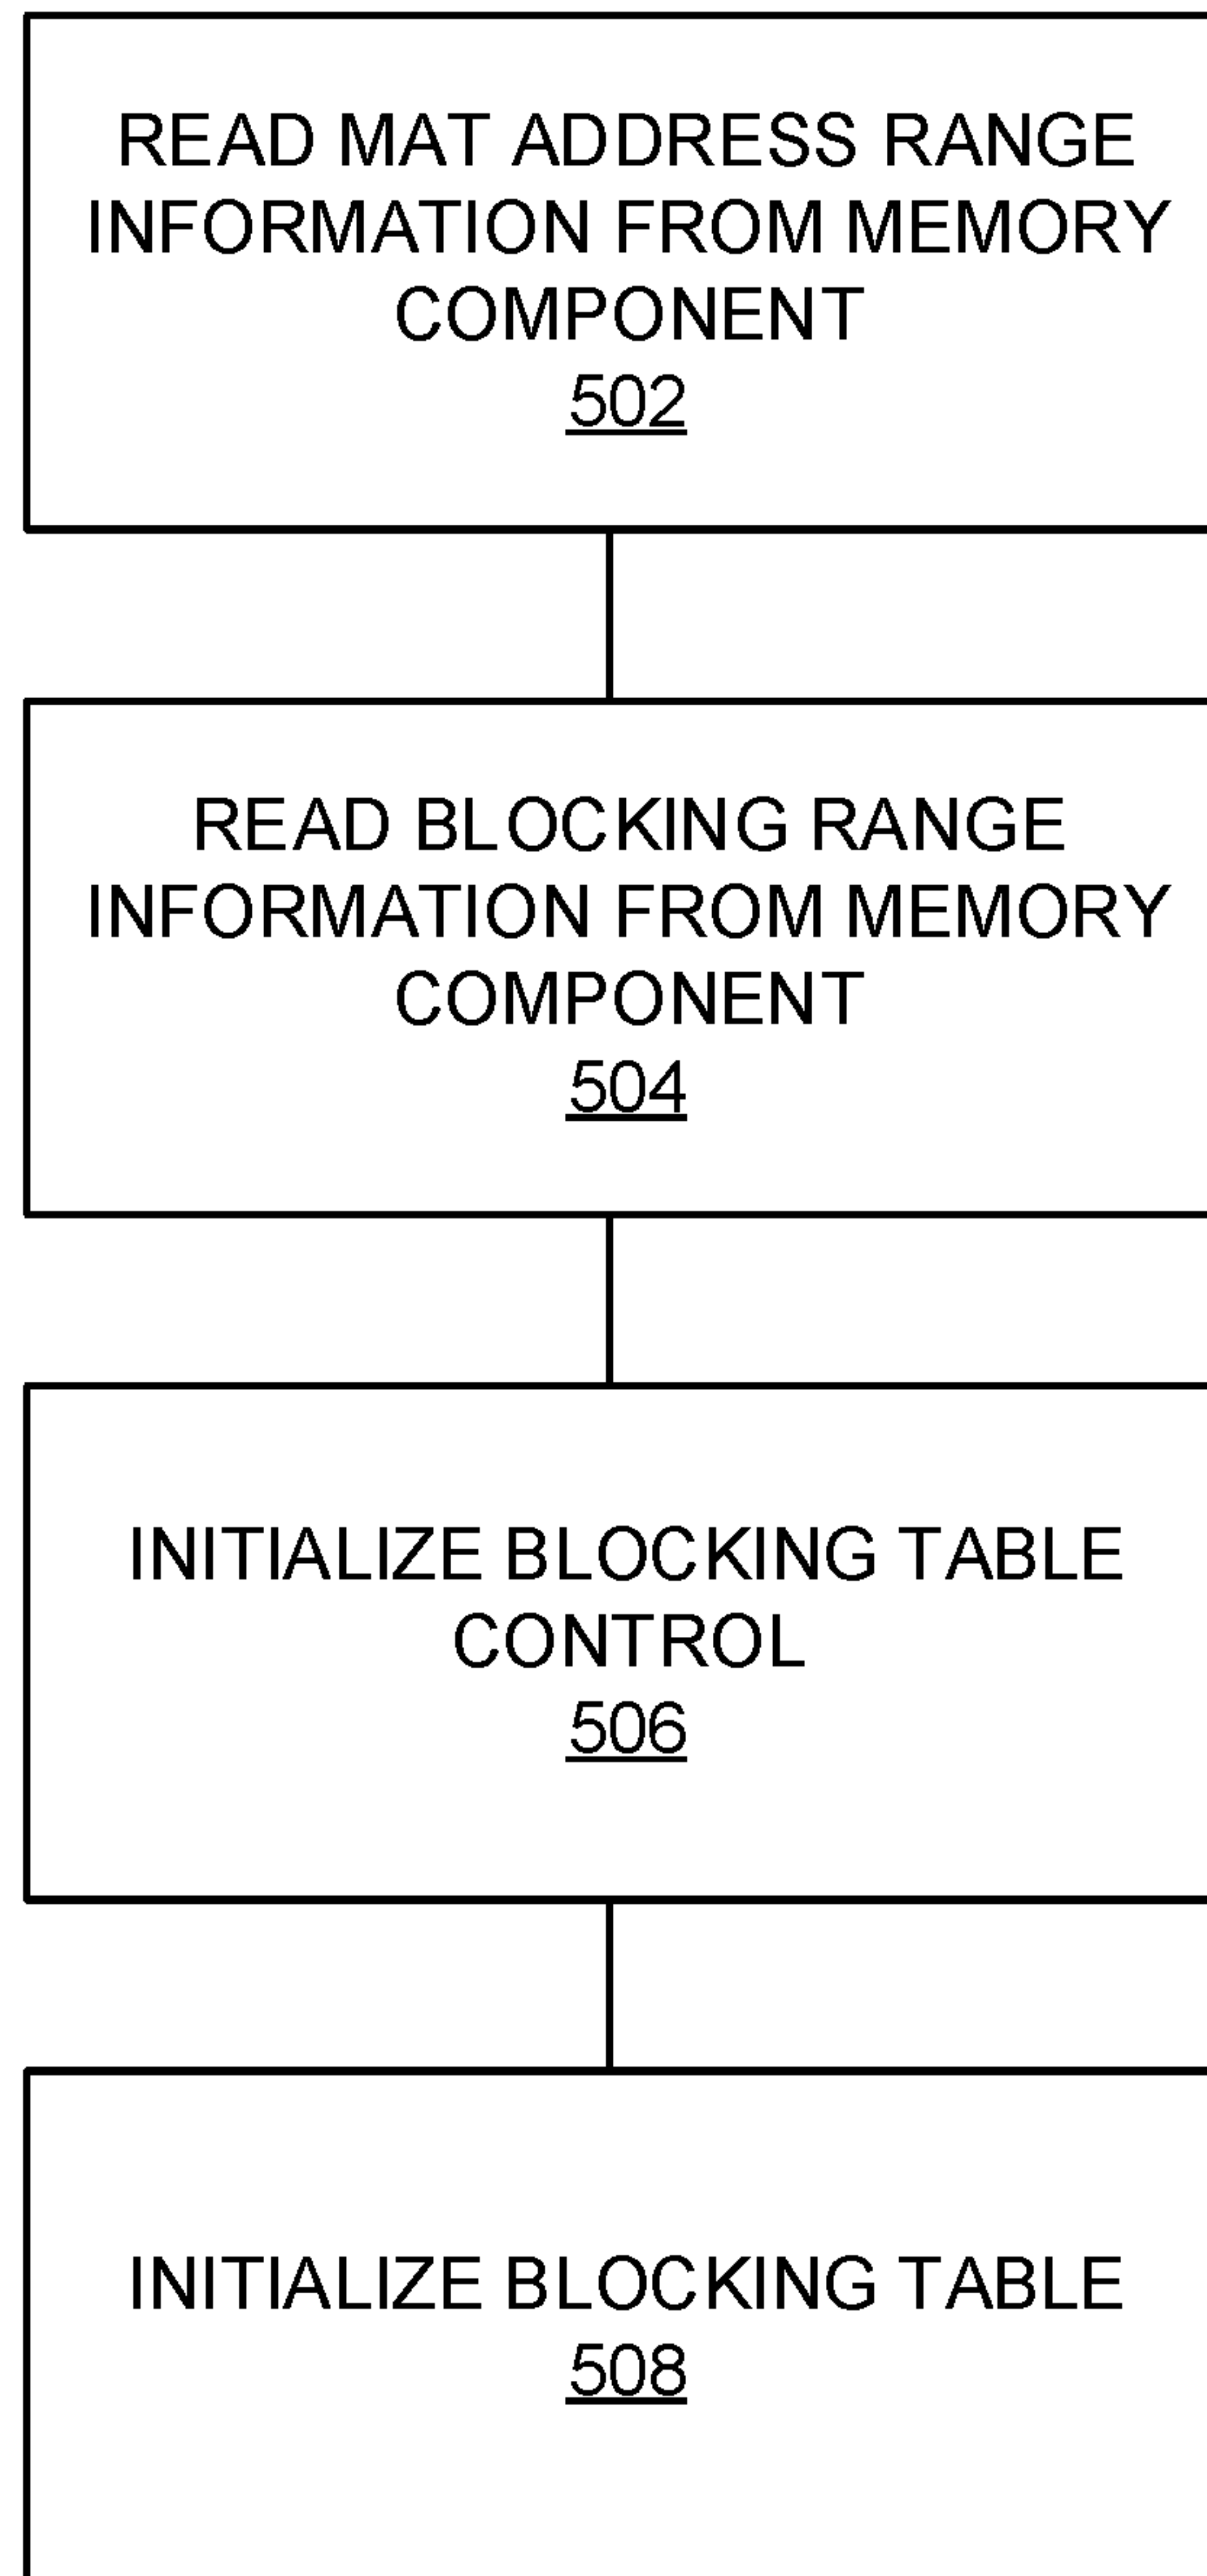 READ MAT ADDRESS RANGE
INFORMATION FROM MEMORY
COMPONENT
502
READ BLOCKING RANGE
INFORMATION FROM MEMORY
COMPONENT
504
INITIALIZE BLOCKING TABLE
CONTROL
506
INITIALIZE BLOCKING TABLE
508